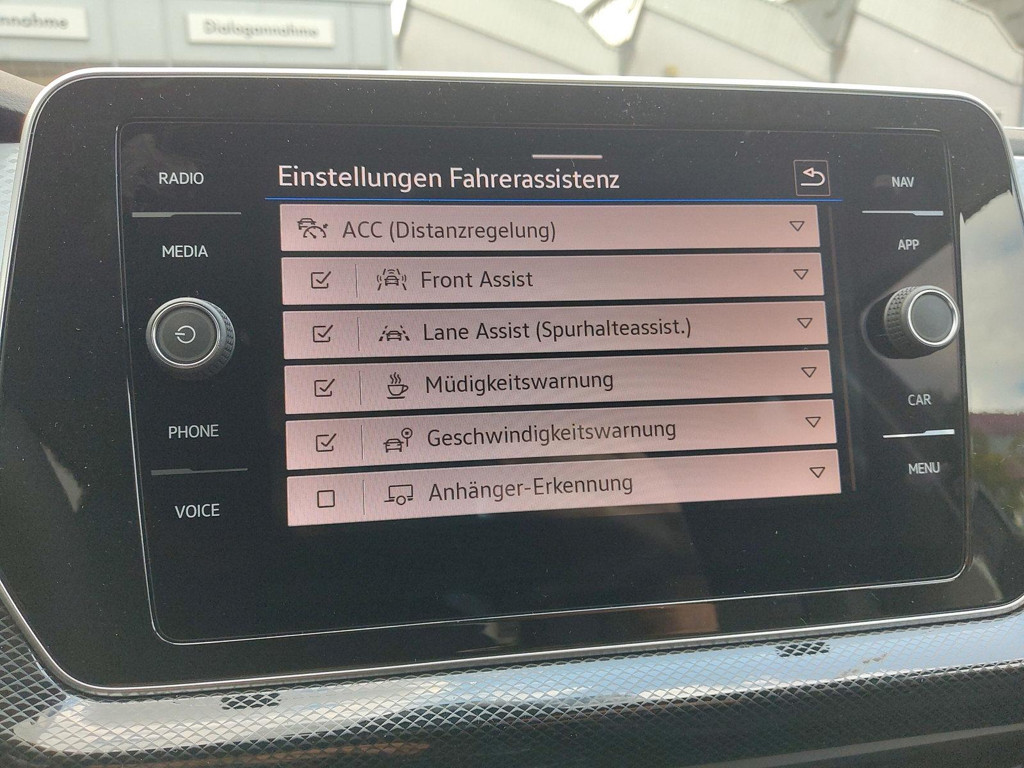 Dialogannahme
RADIO
MEDIA
PHONE
VOICE
Einstellungen Fahrerassistenz
ACC (Distanzregelung)
Front Assist
Lane Assist (Spurhalteassist.)
Müdigkeitswarnung
Geschwindigkeitswarnung
Anhänger-Erkennung
NAV
APP
CAR
MENU